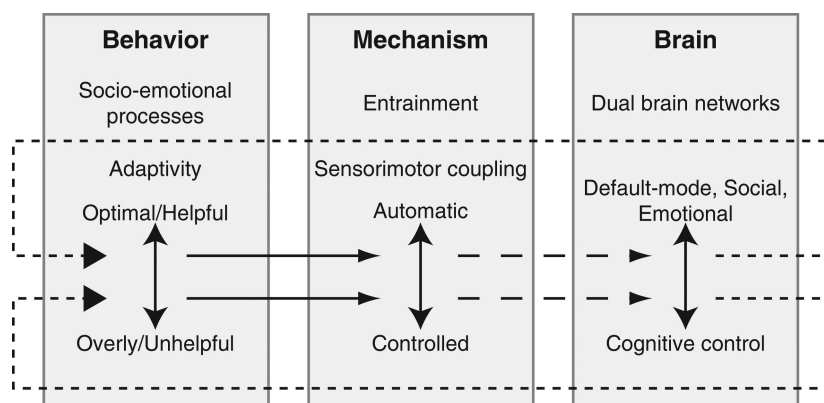 Behavior
Socio-emotional
processes
Adaptivity
Optimal/Helpful
Overly/Unhelpful
Mechanism
Entrainment
Sensorimotor coupling
Automatic
Controlled
Brain
Dual brain networks
Default-mode, Social,
Emotional
Cognitive control